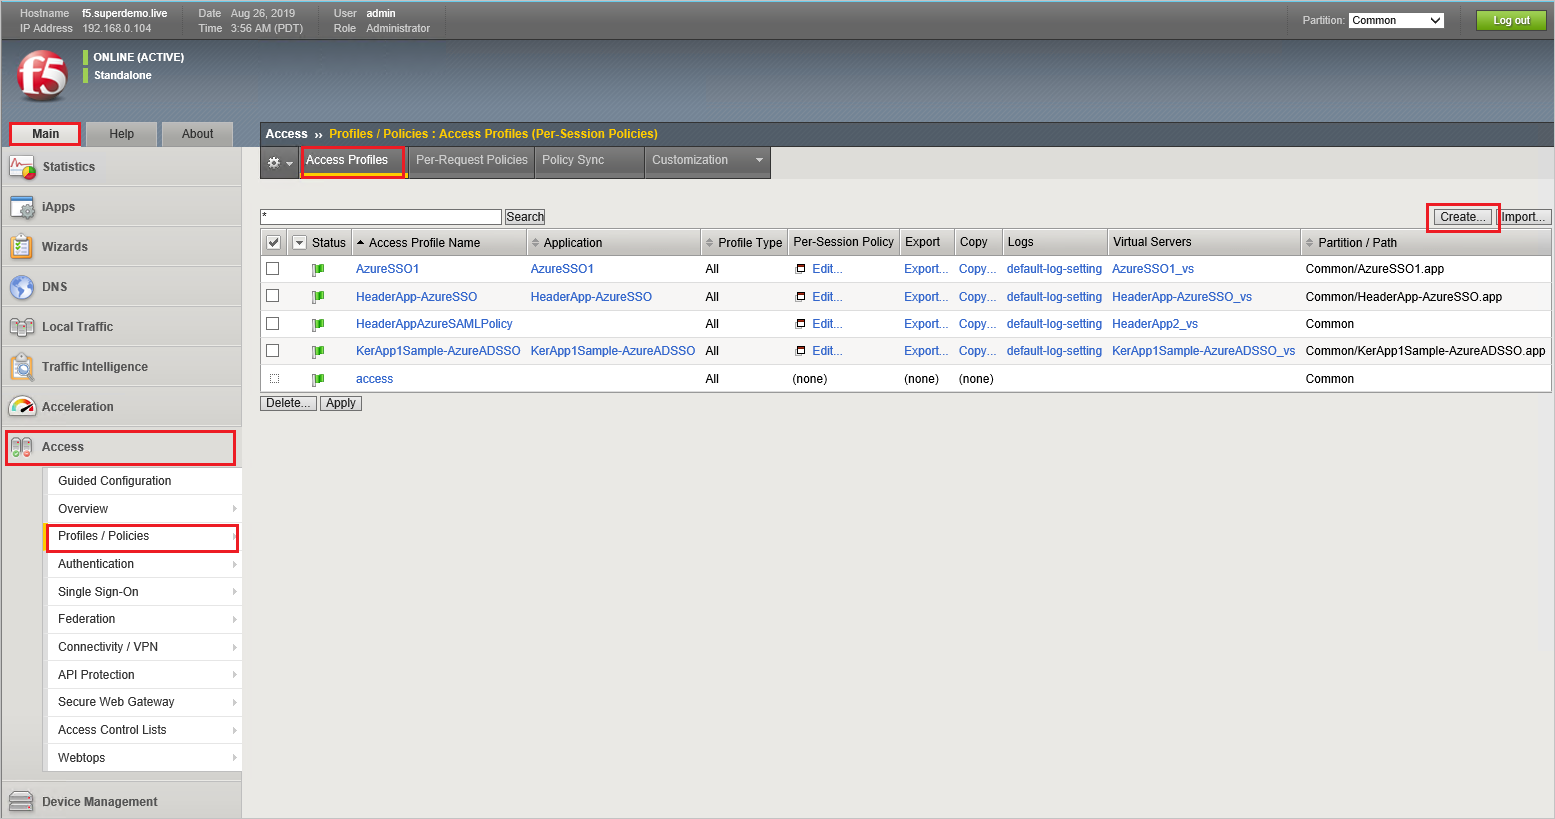 Hostname f5.superdemo.live Date Aug 26, 2019 User admin
IP Address 192.168.0.104 Time 3:56 AM (PDT) Role Administrator
Partition: Common Log out
f5
ONLINE (ACTIVE)
Standalone
Main Help About
Access ›› Profiles / Policies : Access Profiles (Per-Session Policies)
Access Profiles Per-Request Policies Policy Sync Customization
Statistics
iApps
Wizards
DNS
Local Traffic
Traffic Intelligence
Acceleration
Access
Guided Configuration
Overview
Profiles / Policies
Authentication
Single Sign-On
Federation
Connectivity / VPN
API Protection
Secure Web Gateway
Access Control Lists
Webtops
Device Management
* Search Create... Import...
Status Access Profile Name Application Profile Type Per-Session Policy Export Copy Logs Virtual Servers Partition / Path
AzureSSO1 AzureSSO1 All Edit... Export... Copy... default-log-setting AzureSSO1_vs Common/AzureSSO1.app
HeaderApp-AzureSSO HeaderApp-AzureSSO All Edit... Export... Copy... default-log-setting HeaderApp-AzureSSO_vs Common/HeaderApp-AzureSSO.app
HeaderAppAzureSAMLPolicy All Edit... Export... Copy... default-log-setting HeaderApp2_vs Common
KerApp1Sample-AzureADSSO KerApp1Sample-AzureADSSO All Edit... Export... Copy... default-log-setting KerApp1Sample-AzureADSSO_vs Common/KerApp1Sample-AzureADSSO.app
access All (none) (none) (none) Common
Delete... Apply